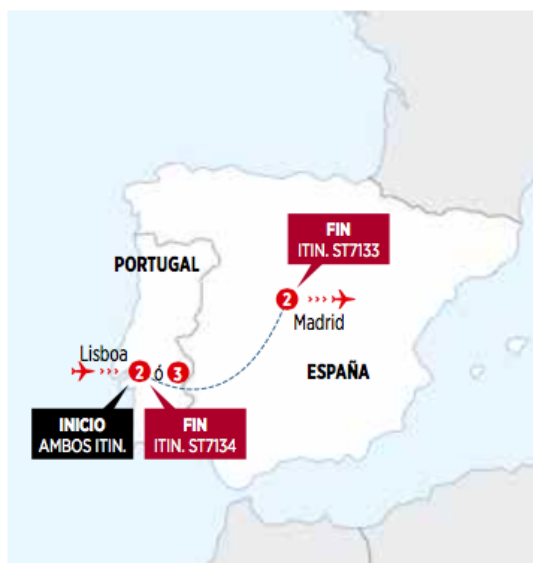 FIN
ITIN. ST7133
PORTUGAL
2
Madrid
Lisboa
2 ó 3
ESPAÑA
INICIO
AMBOS ITIN.
FIN
ITIN. ST7134